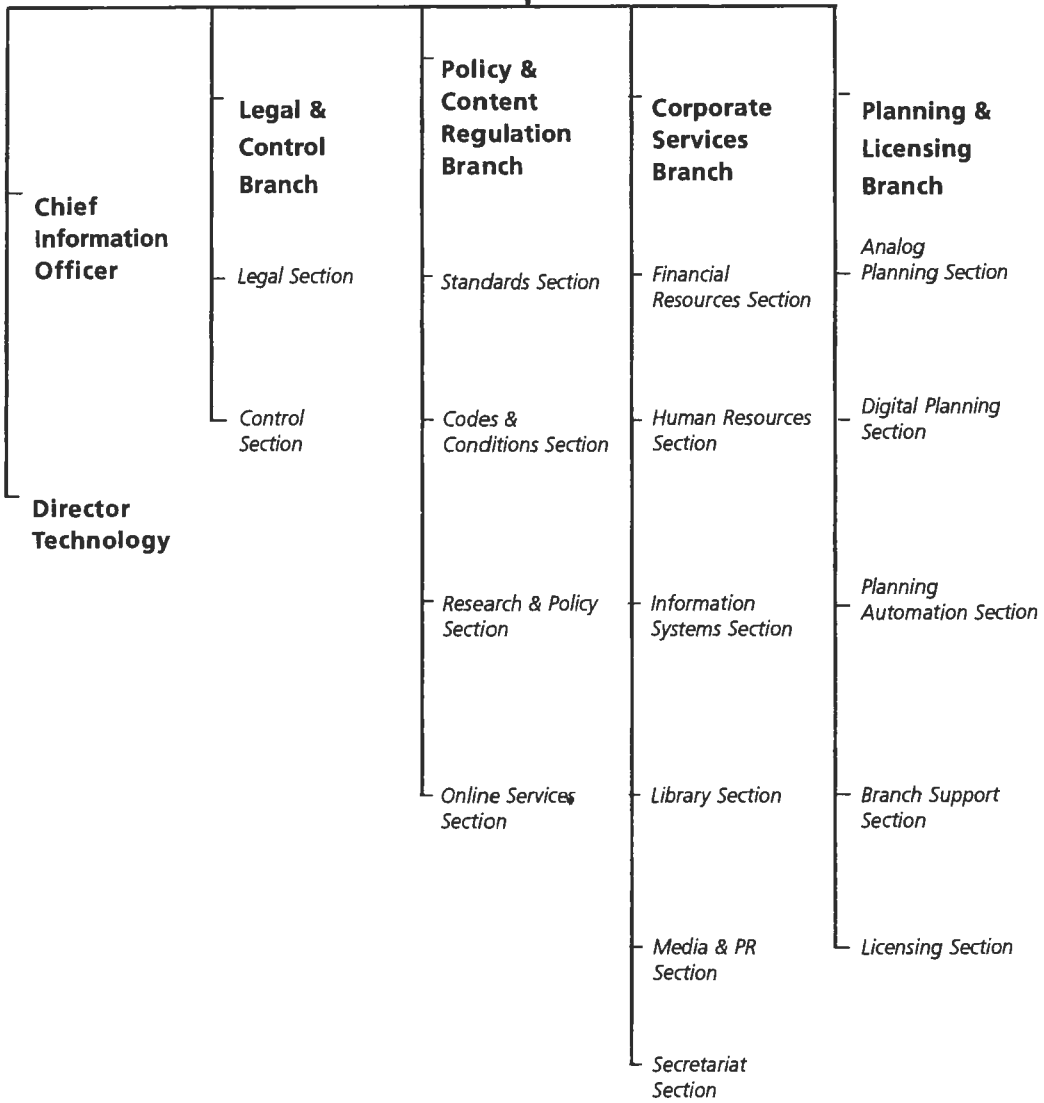 Chief
Information
Officer
Director
Technology
Legal &
Control
Branch
Legal Section
Control
Section
Policy &
Content
Regulation
Branch
Standards Section
Codes &
Conditions Section
Research & Policy
Section
Online Services
Section
Corporate
Services
Branch
Financial
Resources Section
Human Resources
Section
Information
Systems Section
Library Section
Media & PR
Section
Secretariat
Section
Planning &
Licensing
Branch
Analog
Planning Section
Digital Planning
Section
Planning
Automation Section
Branch Support
Section
Licensing Section